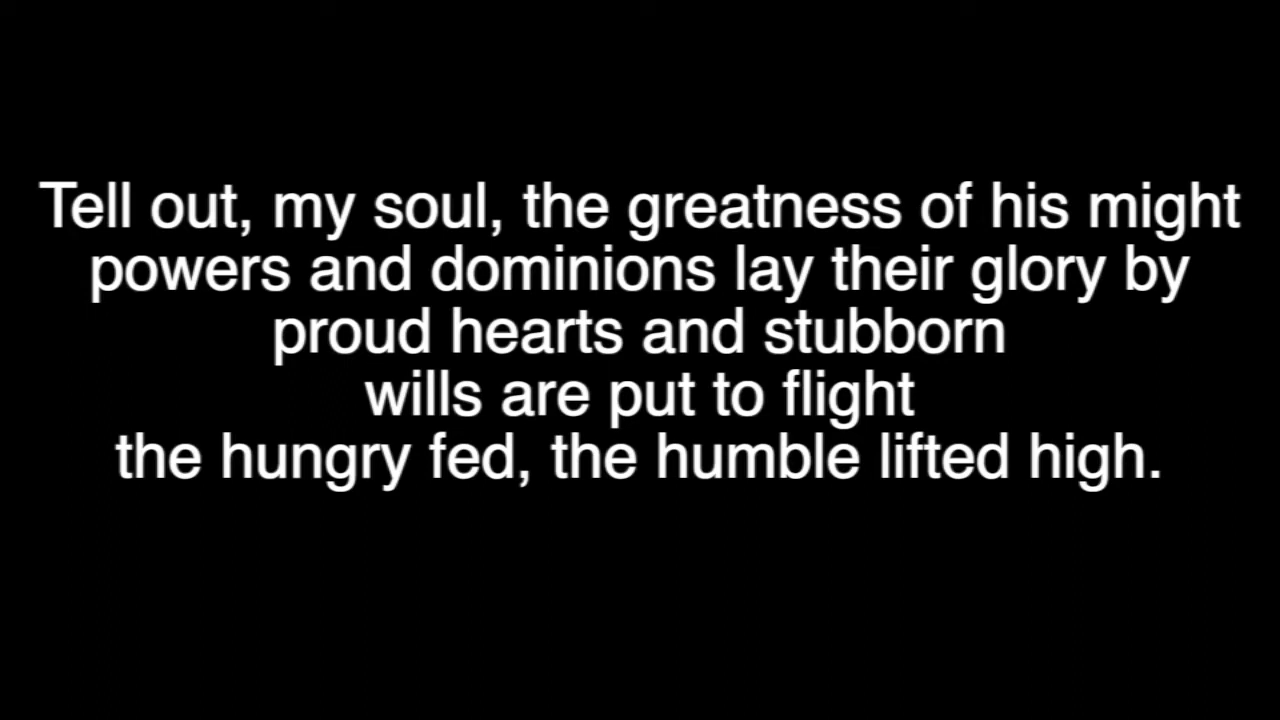 Tell out, my soul, the greatness of his might
powers and dominions lay their glory by
proud hearts and stubborn
wills are put to flight
the hungry fed, the humble lifted high.